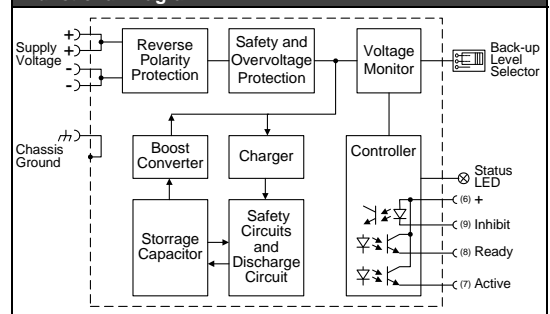 +
Supply
+
Voltage
-
-
Reverse
Polarity
Protection
Safety and
Overvoltage
Protection
Voltage
Monitor
Back-up
Level
Selector
Chassis
Ground
Boost
Converter
Charger
Controller
Status
LED
(6) +
(9) Inhibit
(8) Ready
(7) Active
Storrage
Capacitor
Safety
Circuits
and
Discharge
Circuit